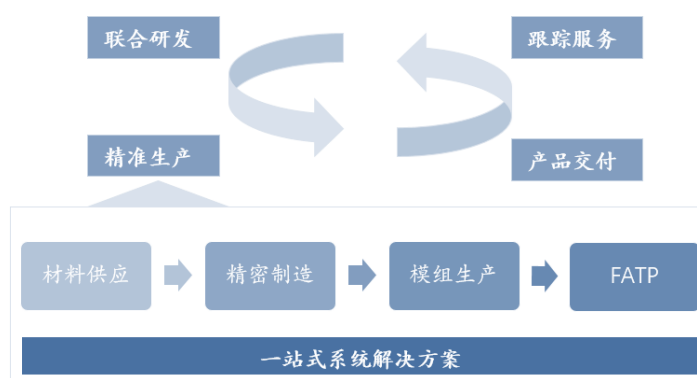 联合研发
跟踪服务
精准生产
产品交付
材料供应
精密制造
模组生产
FATP
一站式系统解决方案